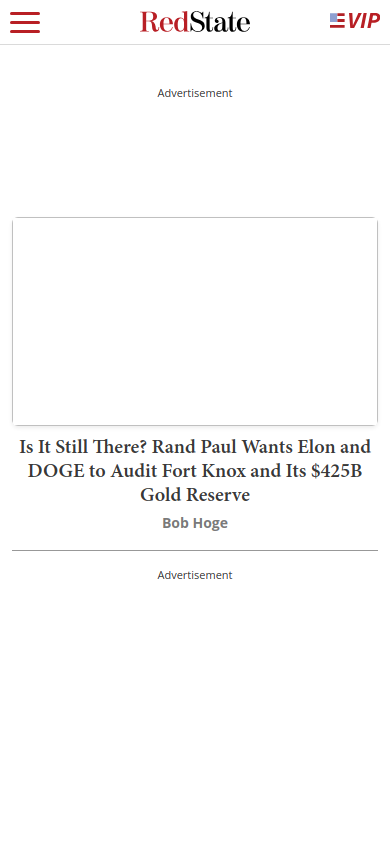 RedState
VIP
Advertisement
Is It Still There? Rand Paul Wants Elon and
DOGE to Audit Fort Knox and Its $425B
Gold Reserve
Bob Hoge
Advertisement